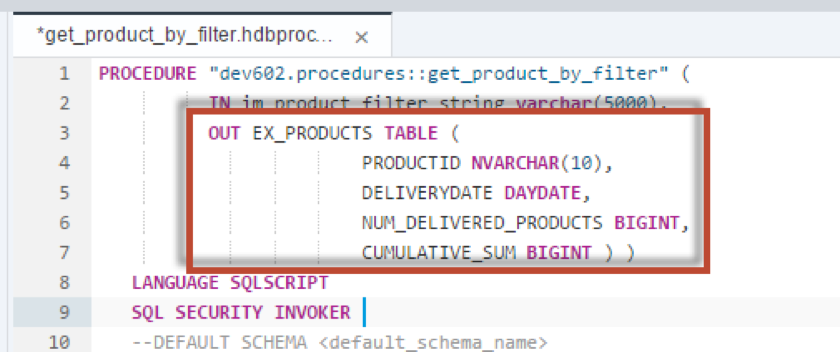 *get_product_by_filter.hdbproc... ×
1 PROCEDURE "dev602.procedures::get_product_by_filter" (
2 IN im_product_filter_string varchar(5000),
3 OUT EX_PRODUCTS TABLE (
4 PRODUCTID NVARCHAR(10),
5 DELIVERYDATE DAYDATE,
6 NUM_DELIVERED_PRODUCTS BIGINT,
7 CUMULATIVE_SUM BIGINT ) )
8 LANGUAGE SQLSCRIPT
9 SQL SECURITY INVOKER
10 --DEFAULT SCHEMA <default_schema_name>